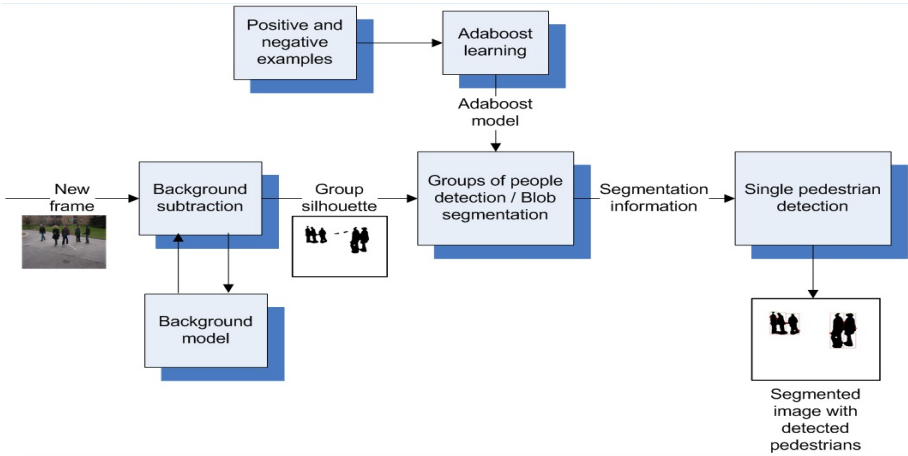 Positive and
negative
examples
Adaboost
learning
Adaboost
model
New
frame
Background
subtraction
Group
silhouette
Groups of people
detection / Blob
segmentation
Segmentation
information
Single pedestrian
detection
Background
model
Segmented
image with
detected
pedestrians